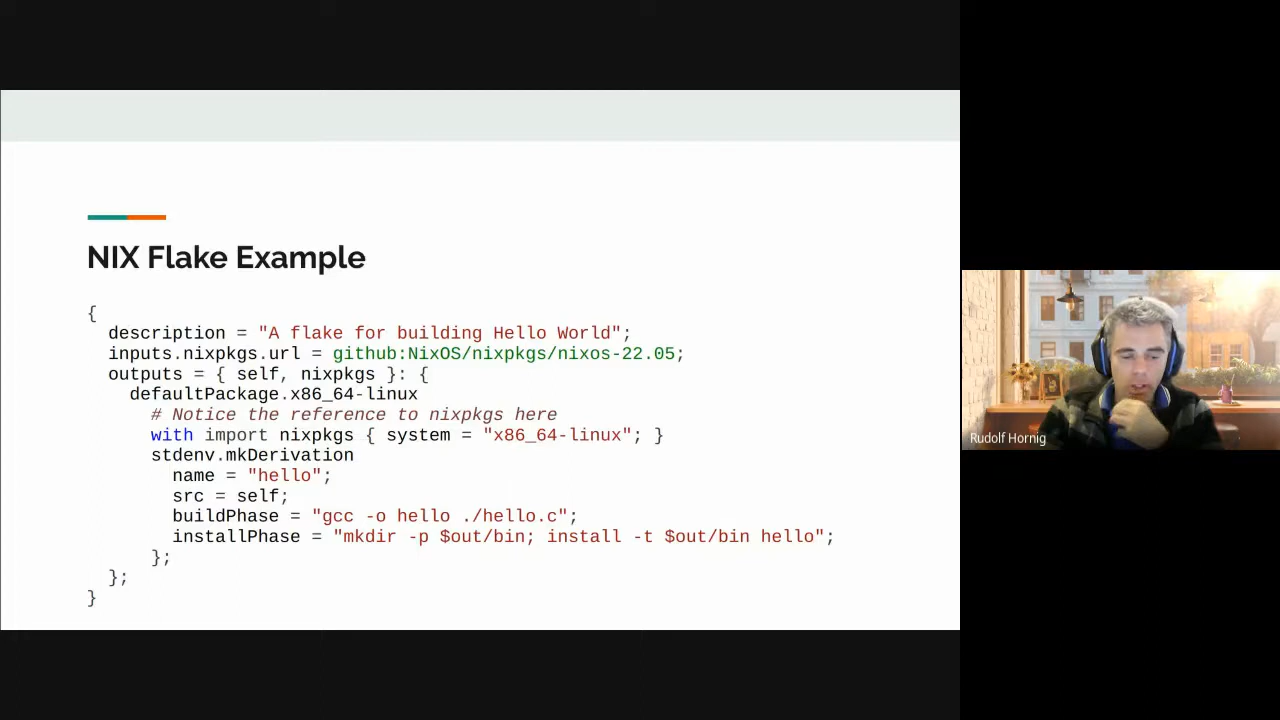 NIX Flake Example
{
description = "A flake for building Hello World";
inputs.nixpkgs.url = github:NixOS/nixpkgs/nixos-22.05;
outputs = { self, nixpkgs }: {
defaultPackage.x86_64-linux
# Notice the reference to nixpkgs here
with import nixpkgs { system = "x86_64-linux"; }
stdenv.mkDerivation
name = "hello";
src = self;
buildPhase = "gcc -o hello ./hello.c";
installPhase = "mkdir -p $out/bin; install -t $out/bin hello";
};
};
}
Rudolf Hornig